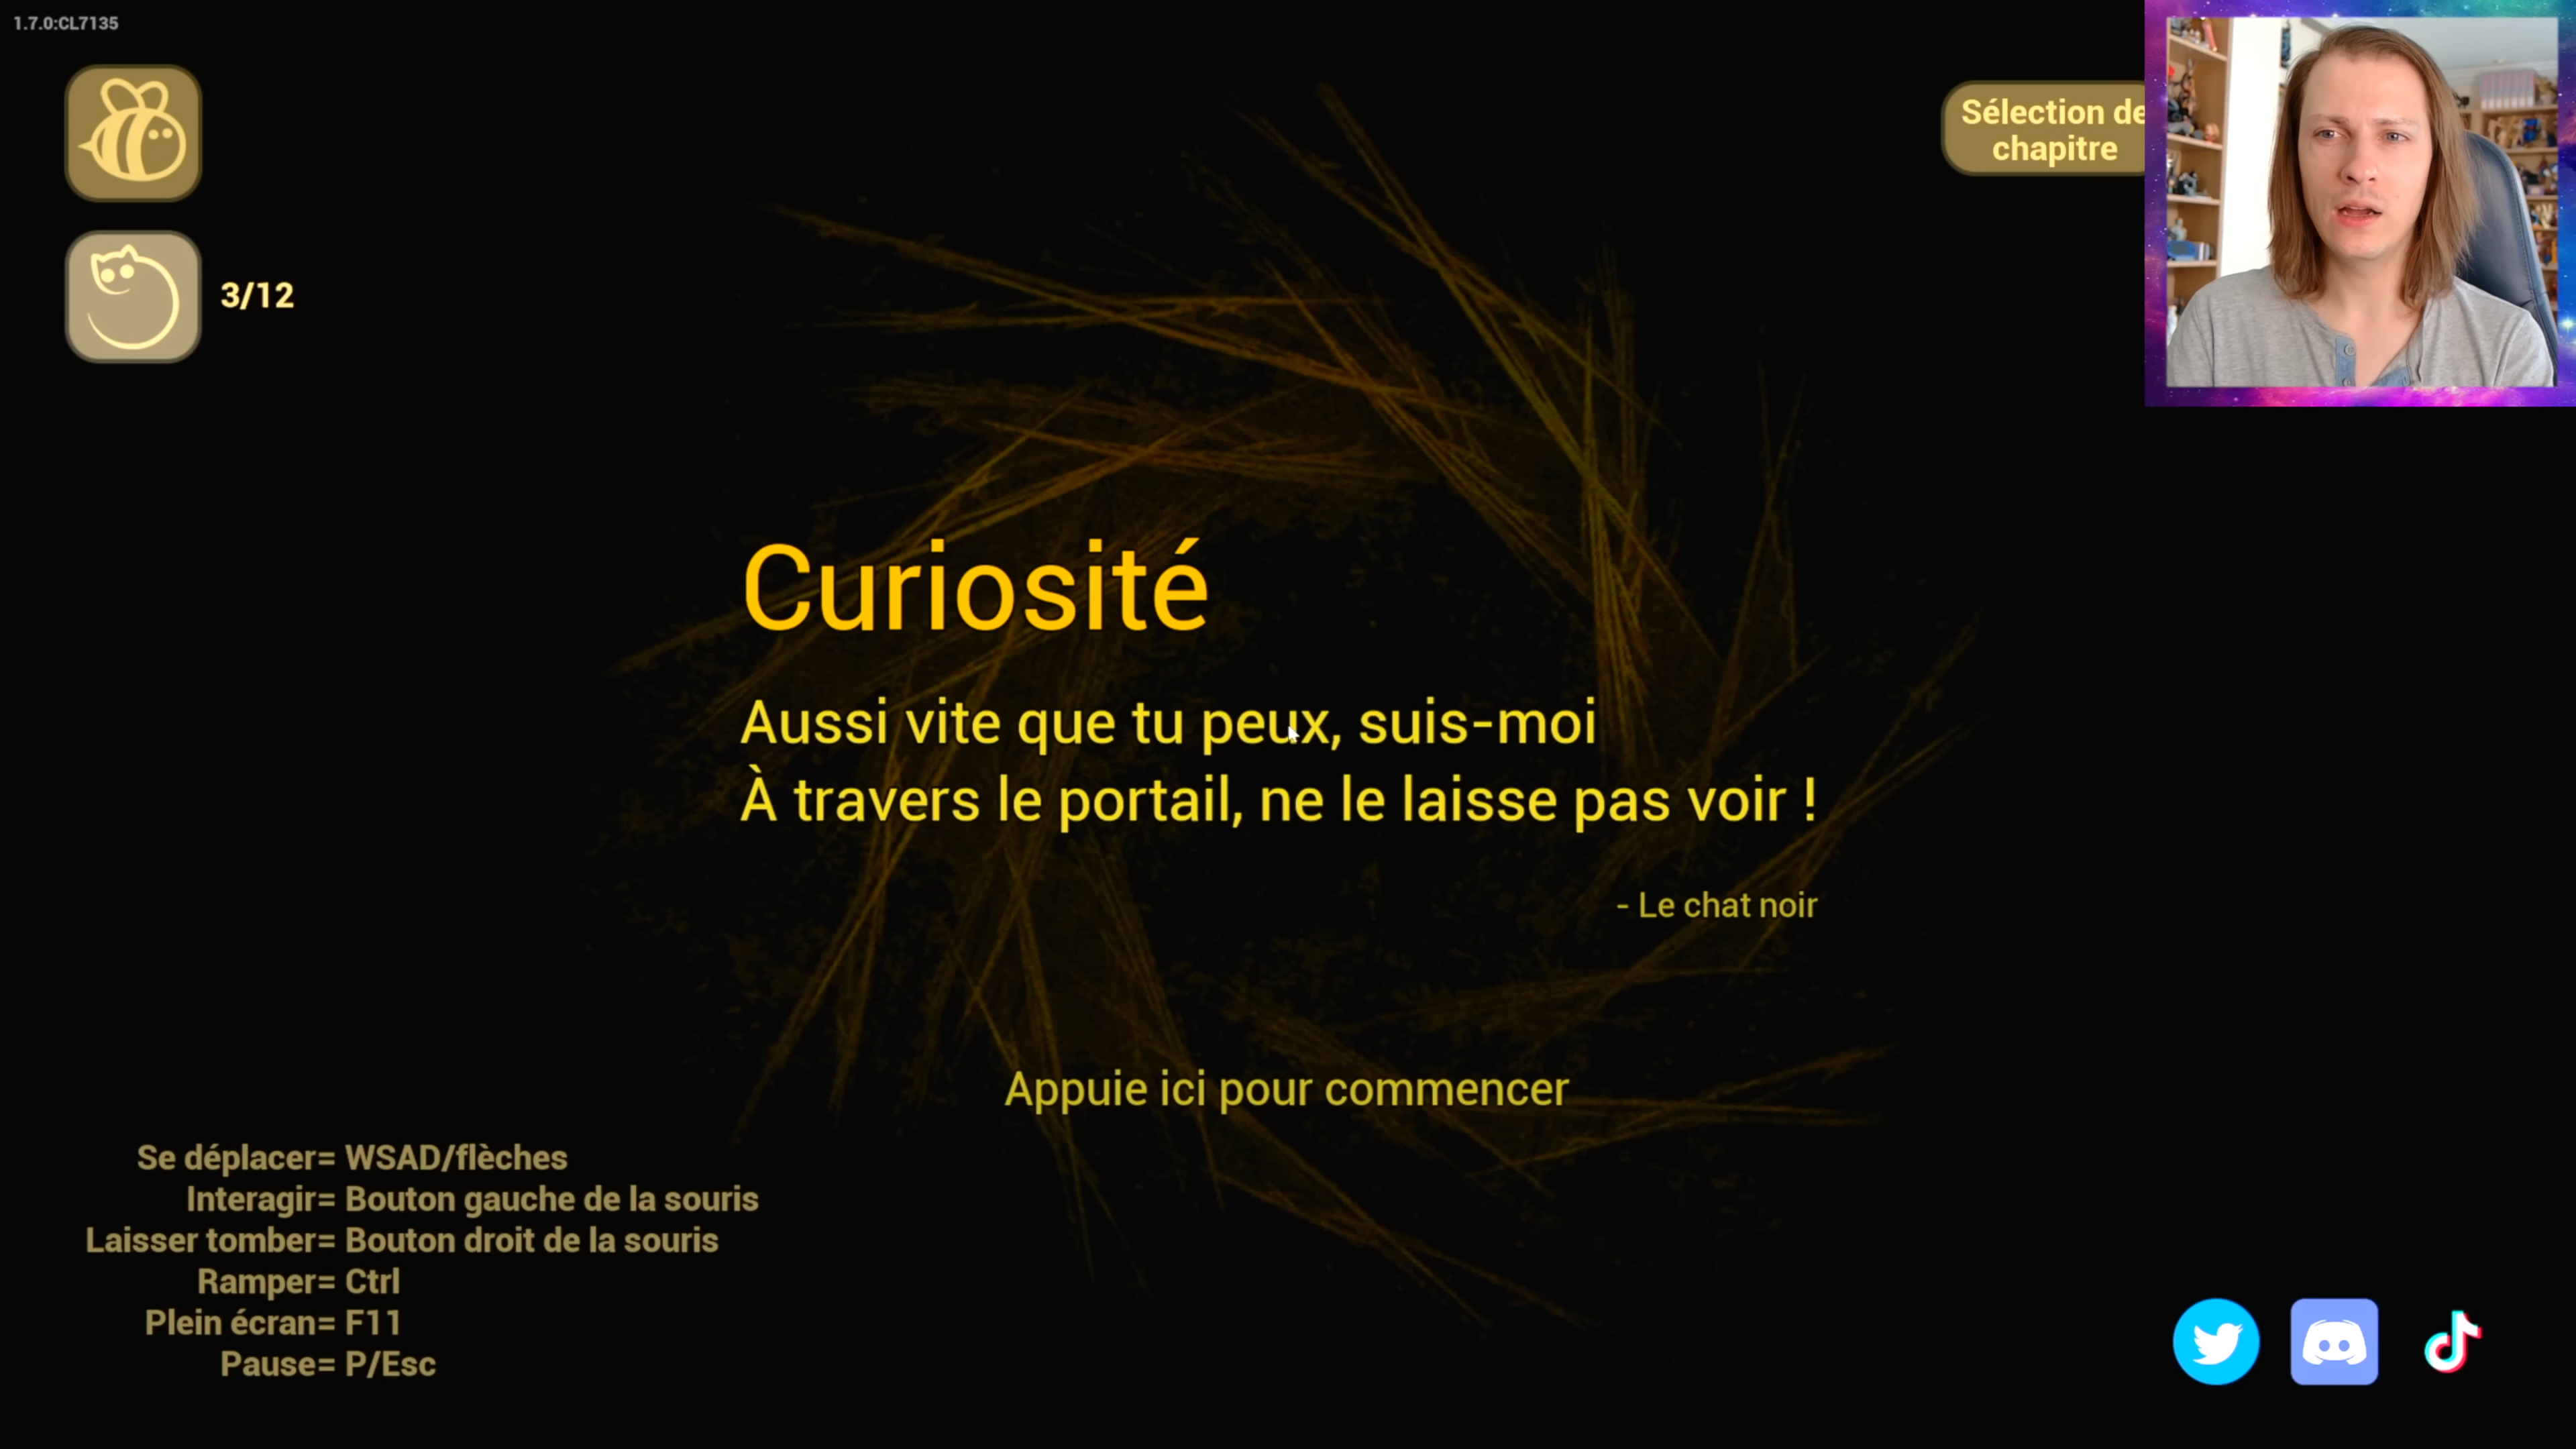 1.7.0:CL7135
Sélection de
chapitre
3/12
Curiosité
Aussi vite que tu peux, suis-moi
À travers le portail, ne le laisse pas voir !
- Le chat noir
Appuie ici pour commencer
Se déplacer= WSAD/flèches
Interagir= Bouton gauche de la souris
Laisser tomber= Bouton droit de la souris
Ramper= Ctrl
Plein écran= F11
Pause= P/Esc